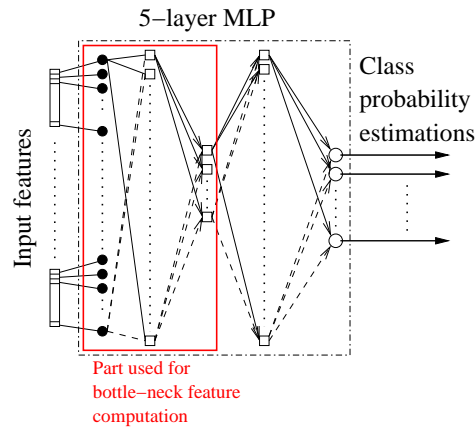 5−layer MLP
Class
probability
estimations
Input features
Part used for
bottle−neck feature
computation